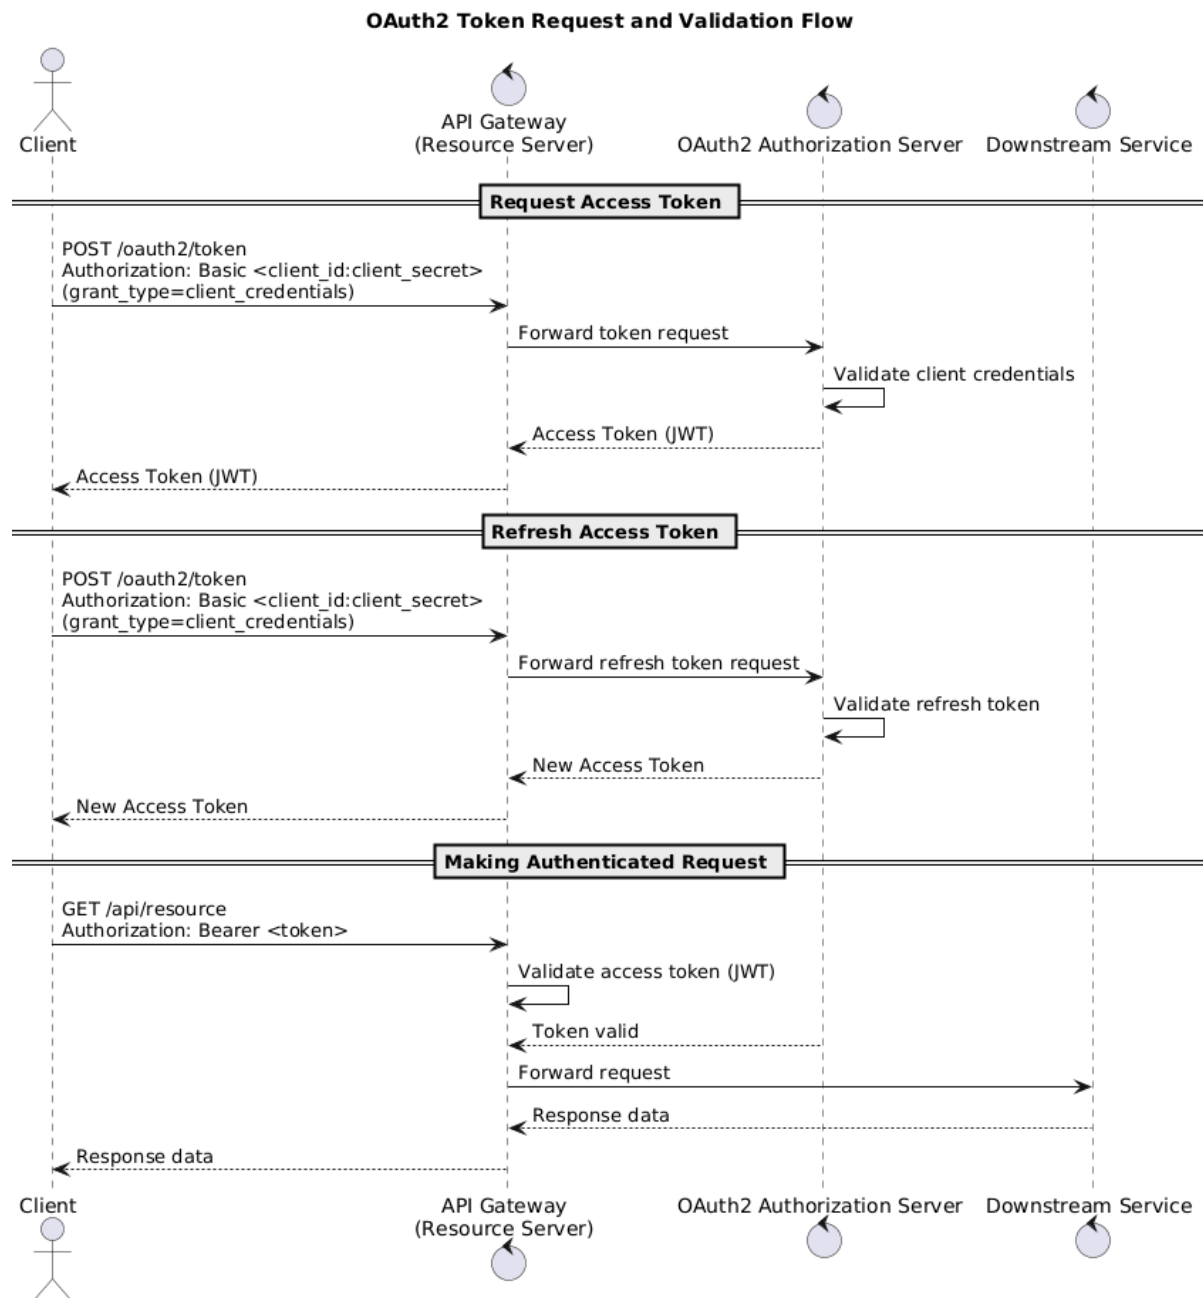 OAuth2 Token Request and Validation Flow
Client
API Gateway
(Resource Server)
OAuth2 Authorization Server
Downstream Service
Request Access Token
POST /oauth2/token
Authorization: Basic <client_id:client_secret>
(grant_type=client_credentials)
Forward token request
Validate client credentials
Access Token (JWT)
Access Token (JWT)
Refresh Access Token
POST /oauth2/token
Authorization: Basic <client_id:client_secret>
(grant_type=client_credentials)
Forward refresh token request
Validate refresh token
New Access Token
New Access Token
Making Authenticated Request
GET /api/resource
Authorization: Bearer <token>
Validate access token (JWT)
Token valid
Forward request
Response data
Response data
Client
API Gateway
(Resource Server)
OAuth2 Authorization Server
Downstream Service